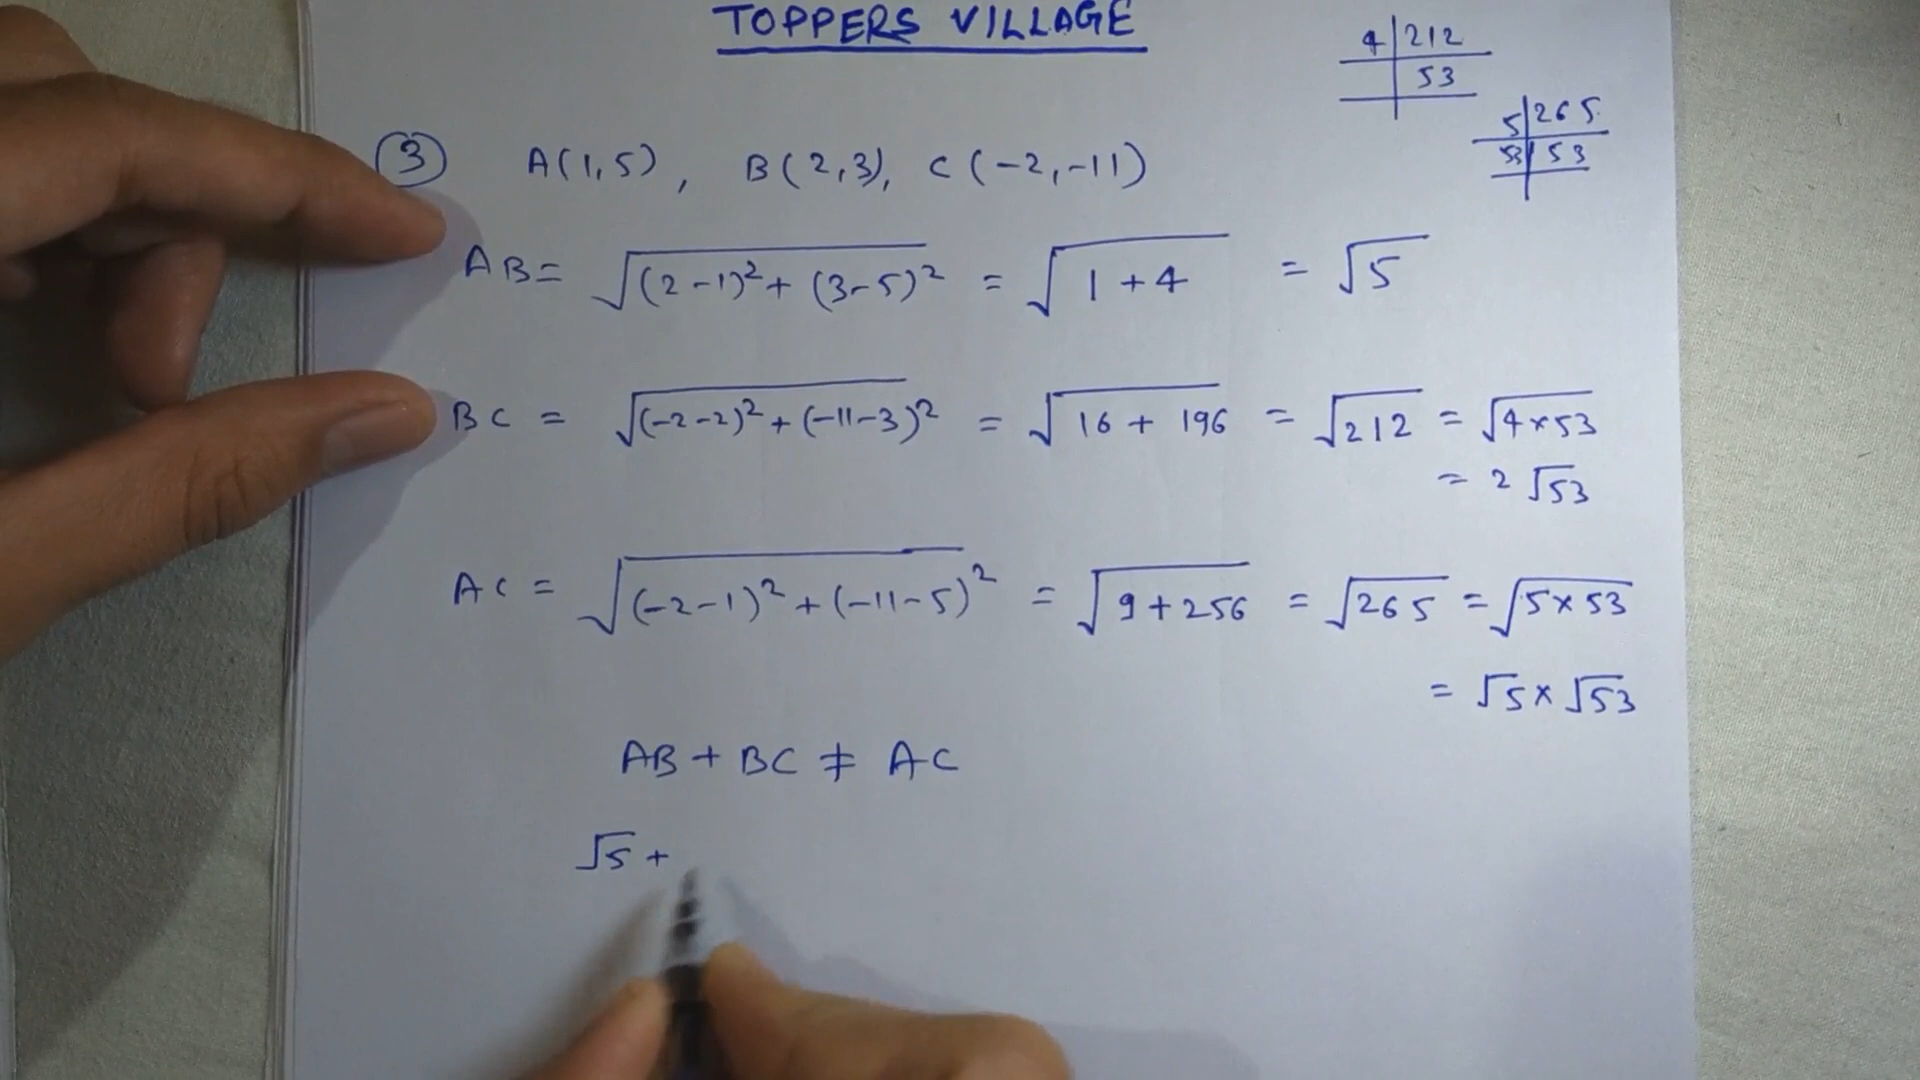 TOPPERS VILLAGE
4 | 212
53
5 | 265
53 | 53
③ A(1,5), B(2,3), C(-2,-11)
AB = √(2-1)² + (3-5)² = √1+4 = √5
BC = √(-2-2)² + (-11-3)² = √16 + 196 = √212 = √4×53
= 2√53
AC = √(-2-1)² + (-11-5)² = √9+256 = √265 = √5×53
= √5 × √53
AB + BC ≠ AC
√5 +